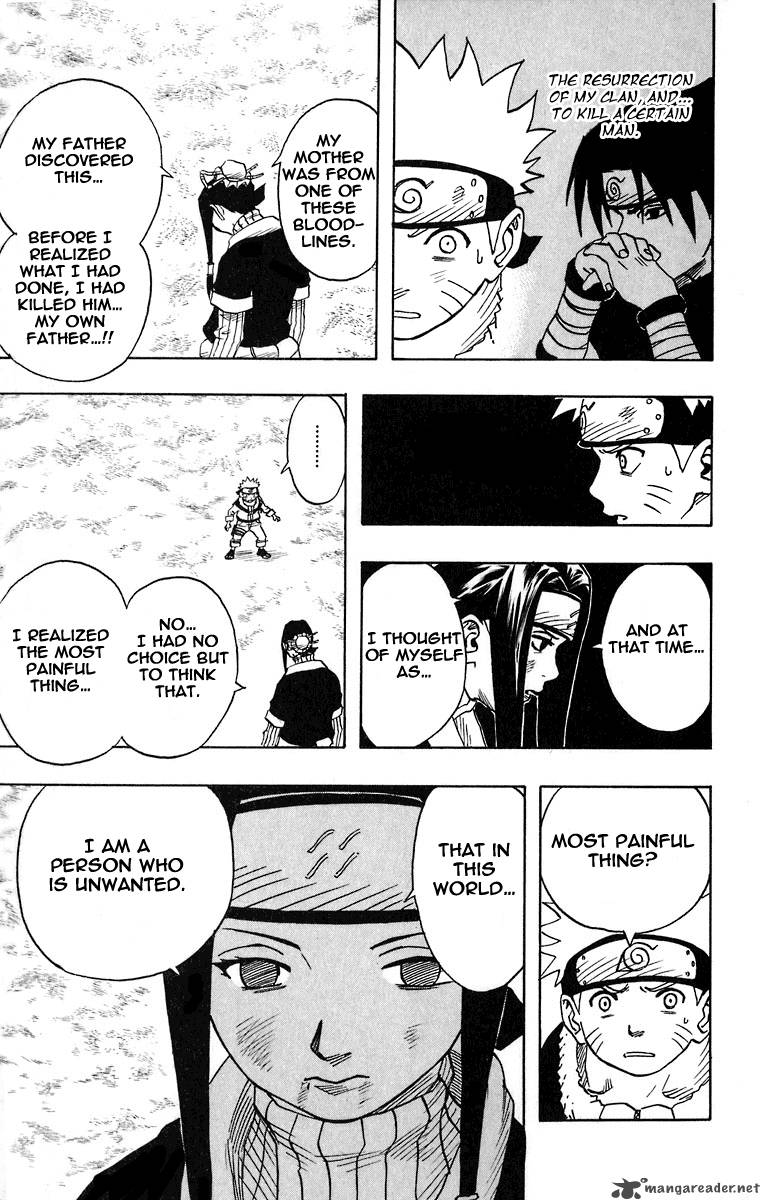 THE RESURRECTION
OF MY CLAN, AND...
TO KILL A CERTAIN
MAN.
MY
MOTHER
WAS FROM
ONE OF
THESE
BLOOD-
LINES.
MY FATHER
DISCOVERED
THIS...
BEFORE I
REALIZED
WHAT I HAD
DONE, I HAD
KILLED HIM...
MY OWN
FATHER...!!
AND AT
THAT TIME...
I THOUGHT
OF MYSELF
AS...
.........
NO...
I HAD NO
CHOICE BUT
TO THINK
THAT.
I REALIZED
THE MOST
PAINFUL
THING...
MOST PAINFUL
THING?
THAT IN
THIS
WORLD...
I AM A
PERSON WHO
IS UNWANTED.
mangareader.net